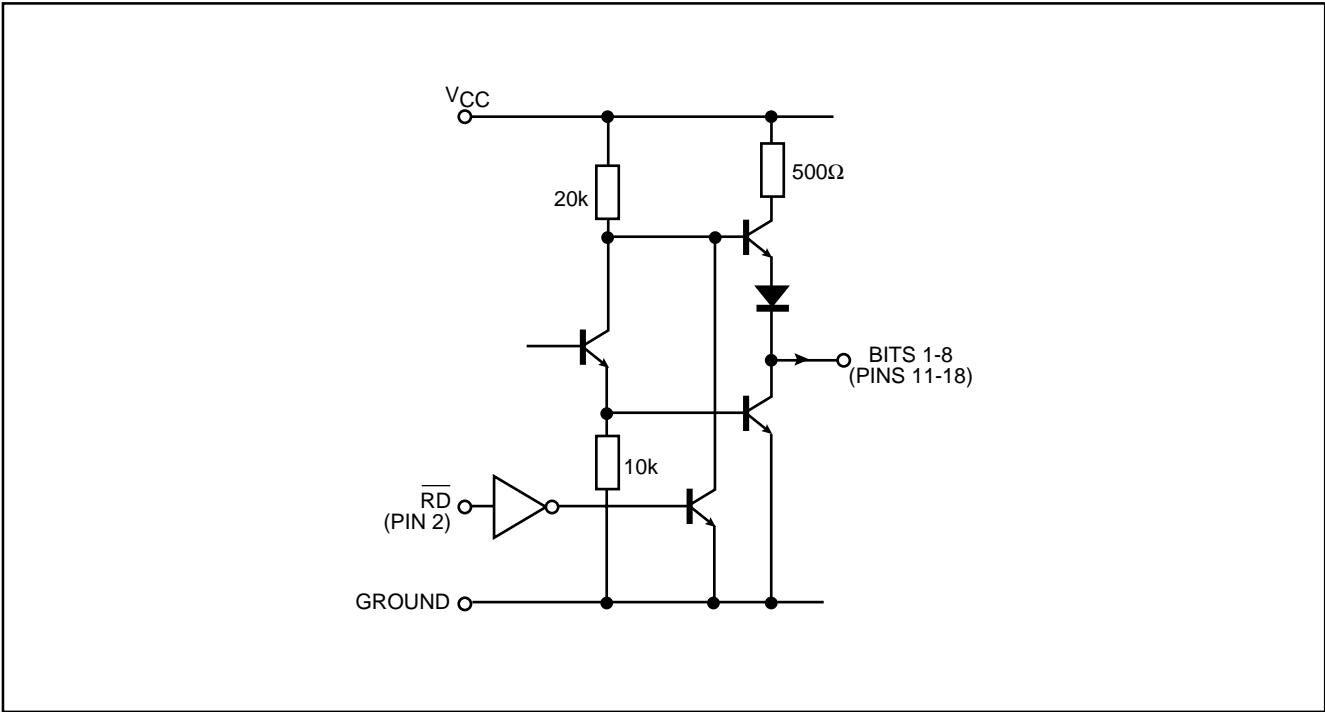 VCC
500Ω
20k
BITS 1-8
(PINS 11-18)
10k
RD
(PIN 2)
GROUND